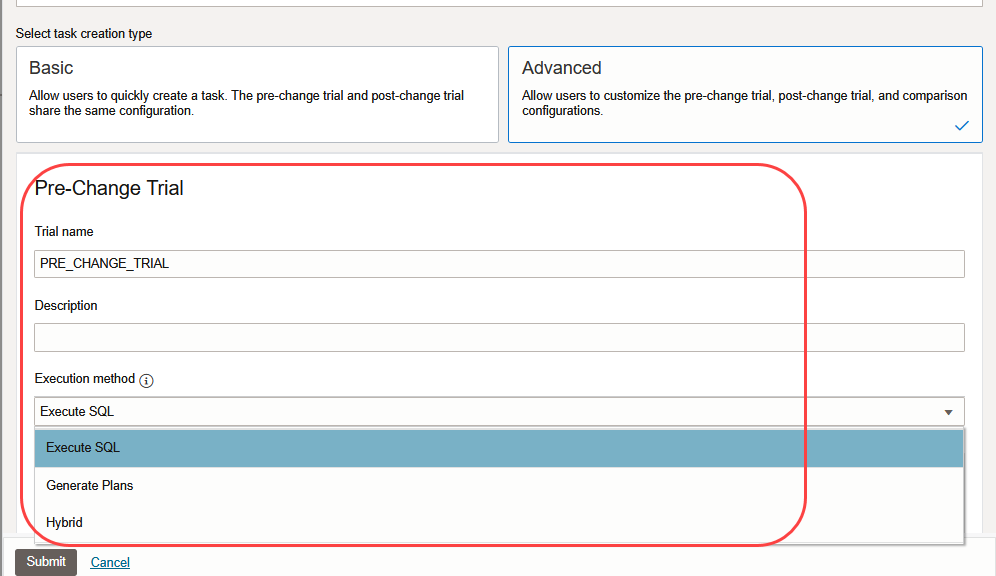 Select task creation type
Basic
Allow users to quickly create a task. The pre-change trial and post-change trial
share the same configuration.
Advanced
Allow users to customize the pre-change trial, post-change trial, and comparison
configurations.
Pre-Change Trial
Trial name
PRE_CHANGE_TRIAL
Description
Execution method
Execute SQL
Execute SQL
Generate Plans
Hybrid
Submit Cancel